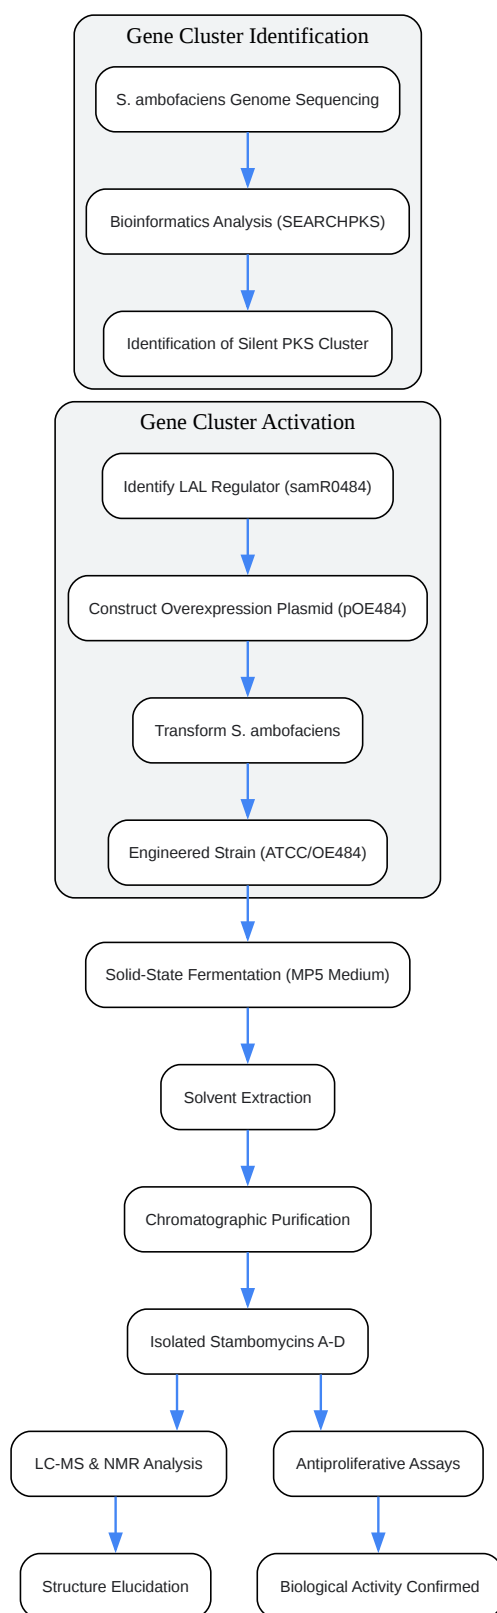 Gene Cluster Identification
S. ambofaciens Genome Sequencing
Bioinformatics Analysis (SEARCHPKS)
Identification of Silent PKS Cluster
Gene Cluster Activation
Identify LAL Regulator (samR0484)
Construct Overexpression Plasmid (pOE484)
Transform S. ambofaciens
Engineered Strain (ATCC/OE484)
Solid-State Fermentation (MP5 Medium)
Solvent Extraction
Chromatographic Purification
Isolated Stambomycins A-D
LC-MS & NMR Analysis
Antiproliferative Assays
Structure Elucidation
Biological Activity Confirmed